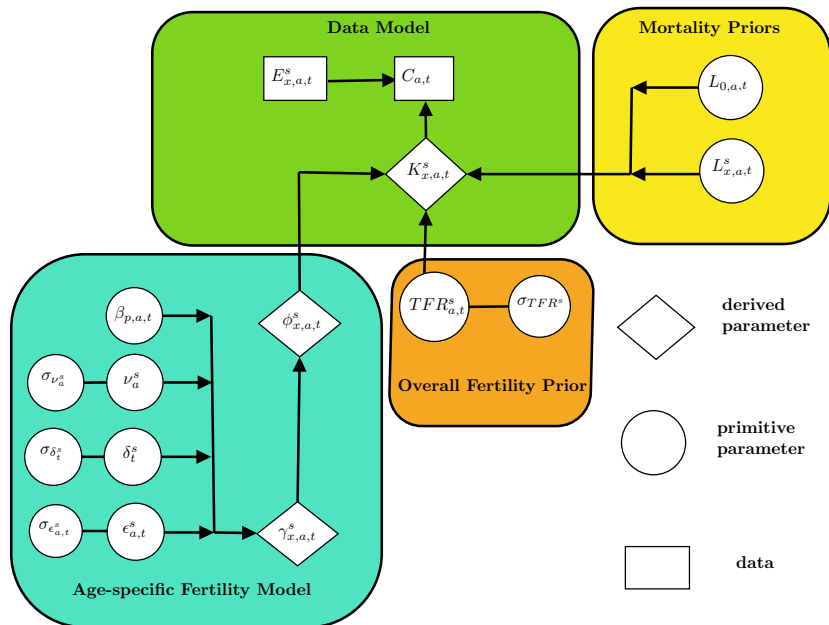 Data Model
Mortality Priors
E^s_{x,a,t}
C_{a,t}
L_{0,a,t}
K^s_{x,a,t}
L^s_{x,a,t}
β_{p,a,t}
ϕ^s_{x,a,t}
TFR^s_{a,t}
σ_{TFR^s}
derived
parameter
σ_{ν^s_a}
ν^s_a
Overall Fertility Prior
σ_{δ^s_t}
δ^s_t
primitive
parameter
σ_{ϵ^s_{a,t}}
ϵ^s_{a,t}
γ^s_{x,a,t}
data
Age-specific Fertility Model